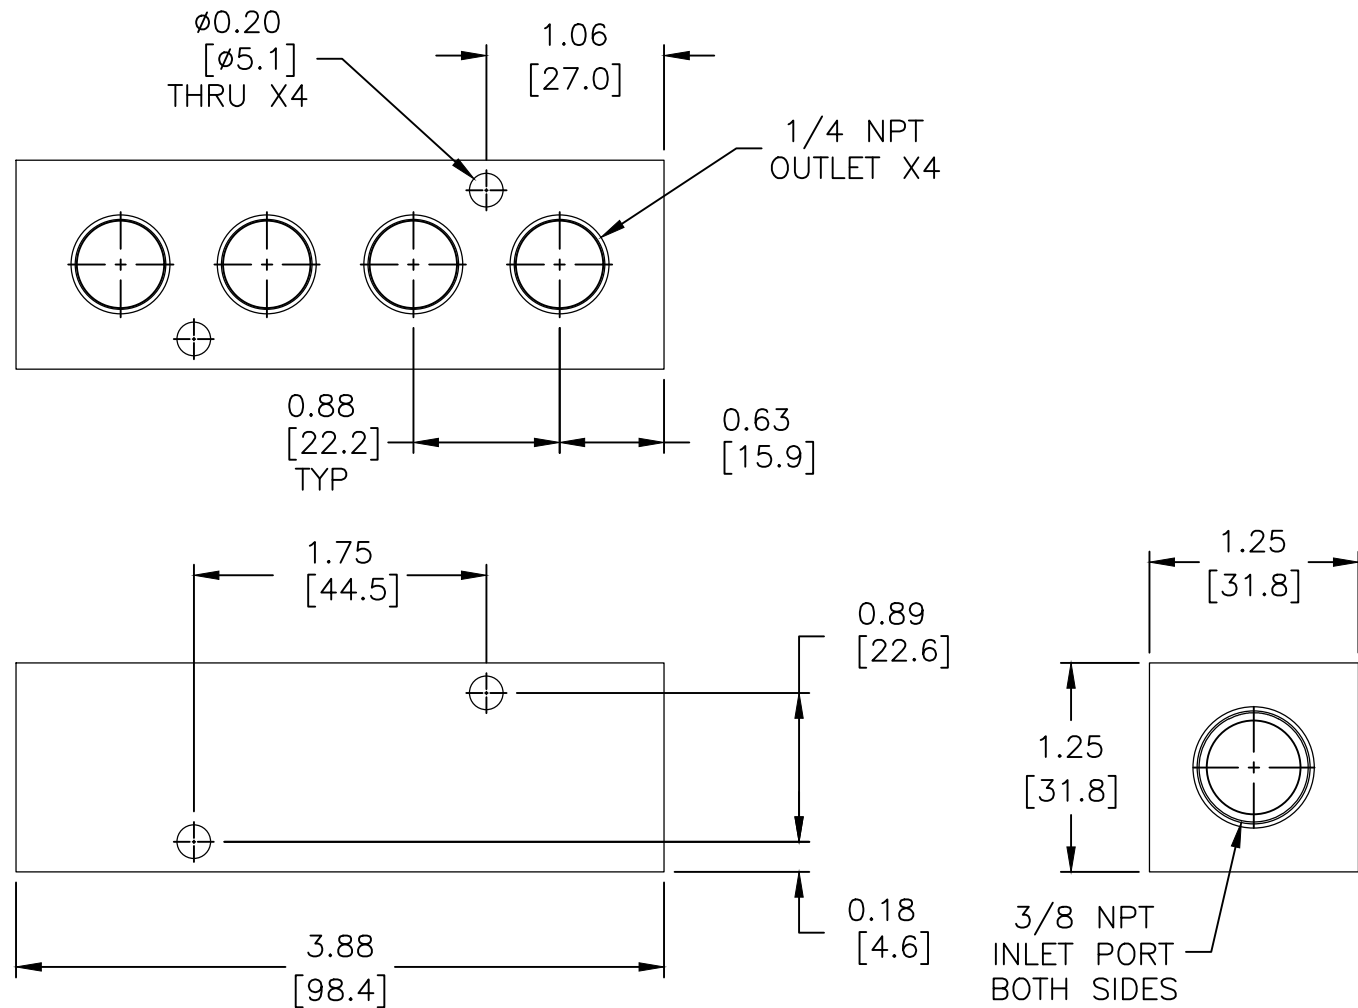 ø0.20
[ø5.1]
THRU X4
1.06
[27.0]
1/4 NPT
OUTLET X4
0.88
[22.2]
TYP
0.63
[15.9]
1.75
[44.5]
0.89
[22.6]
1.25
[31.8]
1.25
[31.8]
0.18
[4.6]
3.88
[98.4]
3/8 NPT
INLET PORT
BOTH SIDES